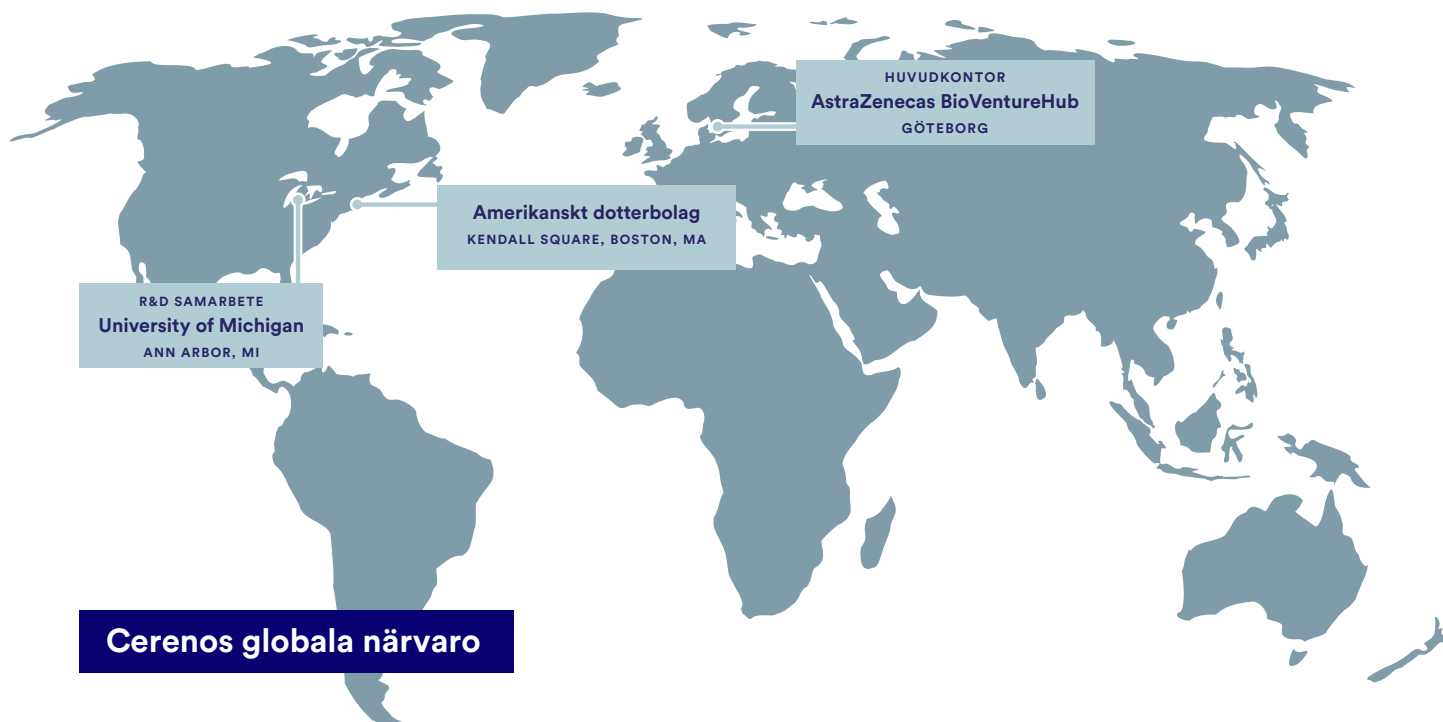 HUVUDKONTOR
AstraZenecas BioVentureHub
GÖTEBORG
Amerikanskt dotterbolag
KENDALL SQUARE, BOSTON, MA
R&D SAMARBETE
University of Michigan
ANN ARBOR, MI
Cerenos globala närvaro